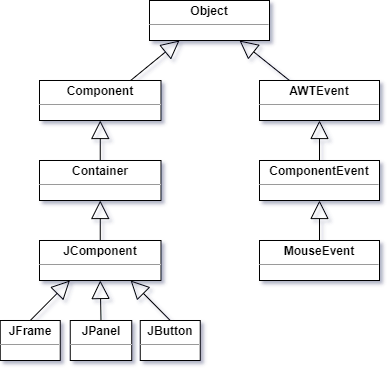 Object
Component
AWTEvent
Container
ComponentEvent
JComponent
MouseEvent
JFrame
JPanel
JButton